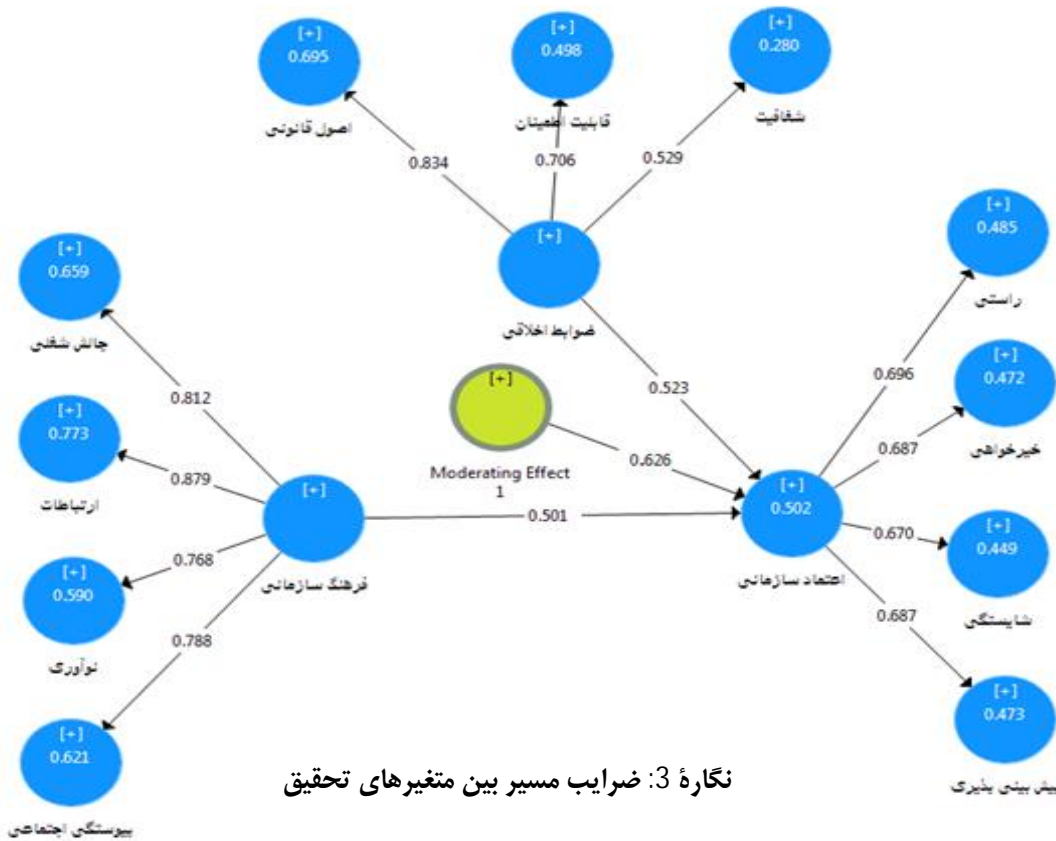 [+]
0.695
اصول قانونی
[+]
0.498
قابلیت اطمینان
[+]
0.280
شفافیت
0.834
0.706
0.529
[+]
ضوابط اخلاقی
[+]
0.659
چالش شغلی
[+]
0.773
ارتباطات
[+]
0.590
نوآوری
[+]
0.621
پیوستگی اجتماعی
0.812
0.879
0.768
0.788
[+]
فرهنگ سازمانی
[+]
Moderating Effect
1
0.523
0.626
0.501
[+]
0.502
اعتماد سازمانی
0.696
0.687
0.670
0.687
[+]
0.485
راستی
[+]
0.472
خیرخواهی
[+]
0.449
شایستگی
[+]
0.473
پیش بینی پذیری
نگارهٔ 3: ضرایب مسیر بین متغیرهای تحقیق